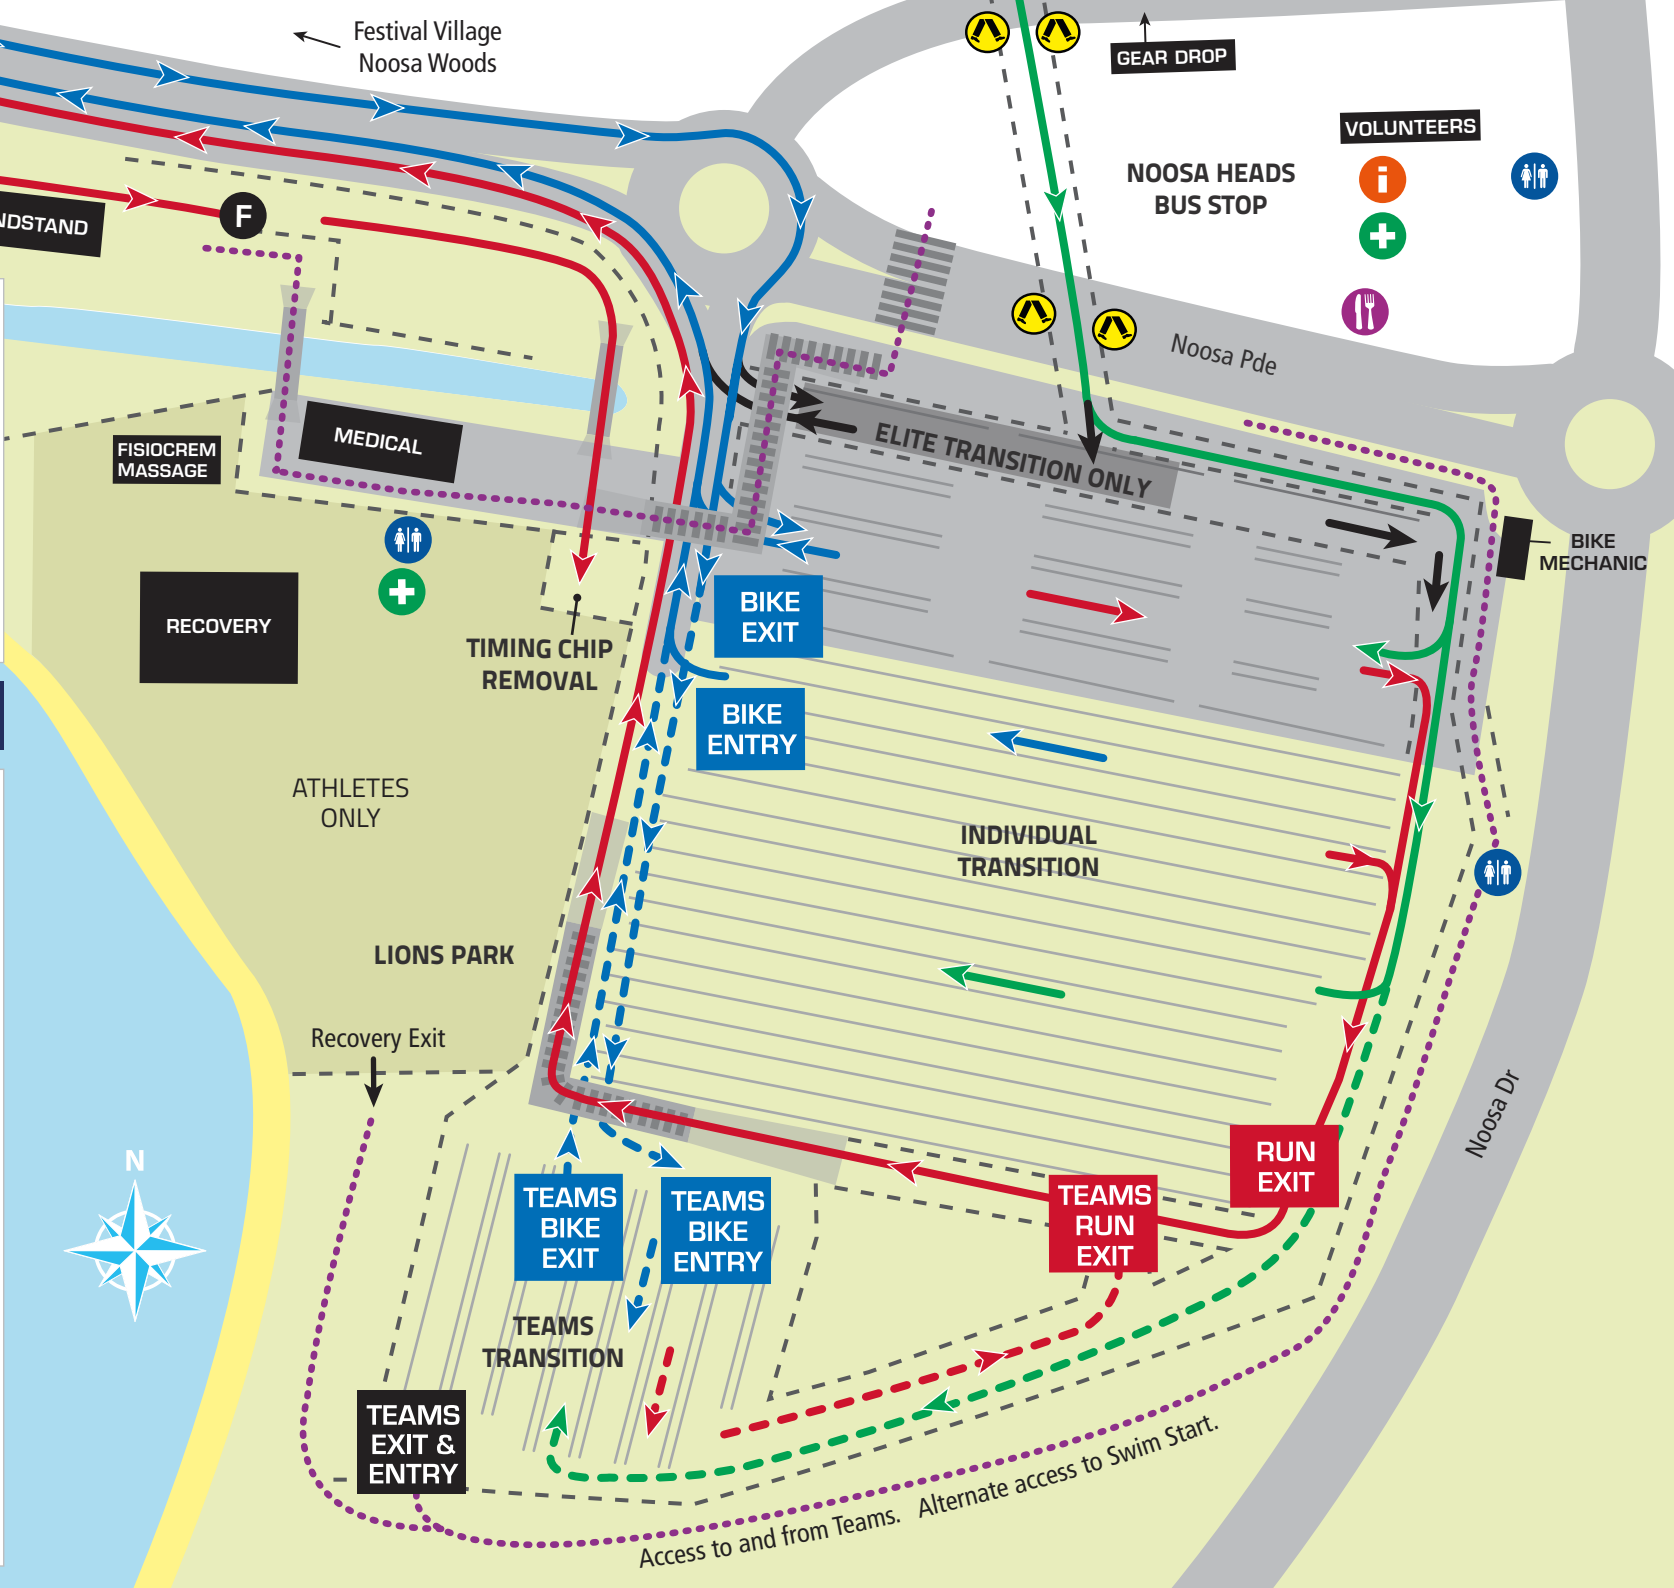 Festival Village
Noosa Woods
GEAR DROP
VOLUNTEERS
NOOSA HEADS
BUS STOP
i
NDSTAND
F
Noosa Pde
MEDICAL
FISIOCREM
MASSAGE
ELITE TRANSITION ONLY
BIKE
MECHANIC
RECOVERY
BIKE
EXIT
TIMING CHIP
REMOVAL
BIKE
ENTRY
ATHLETES
ONLY
INDIVIDUAL
TRANSITION
LIONS PARK
Recovery Exit
Noosa Dr
N
RUN
EXIT
TEAMS
BIKE
EXIT
TEAMS
BIKE
ENTRY
TEAMS
RUN
EXIT
TEAMS
TRANSITION
TEAMS
EXIT &
ENTRY
Access to and from Teams. Alternate access to Swim Start.